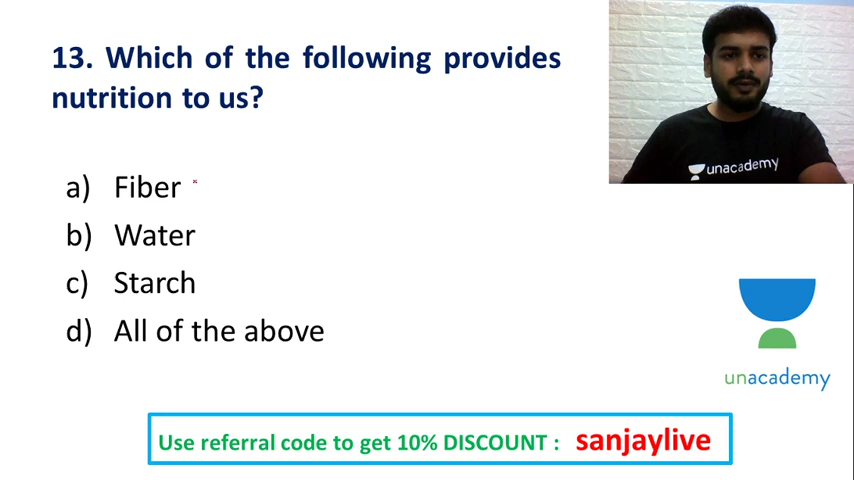 13. Which of the following provides
nutrition to us?
a) Fiber
b) Water
c) Starch
d) All of the above
unacademy
unacademy
Use referral code to get 10% DISCOUNT : sanjaylive